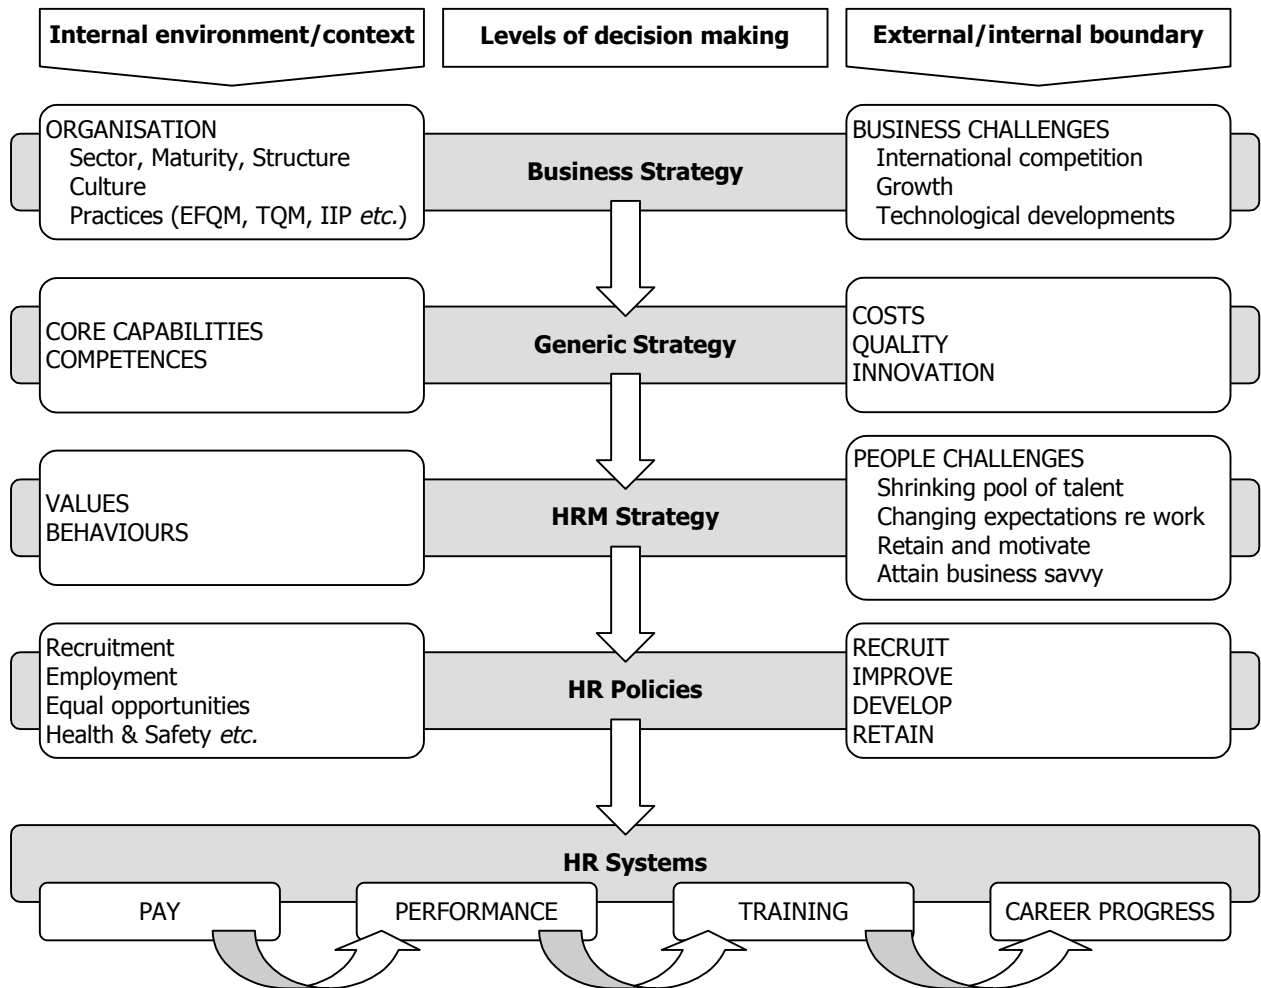 Internal environment/context
Levels of decision making
External/internal boundary
ORGANISATION
Sector, Maturity, Structure
Culture
Practices (EFQM, TQM, IIP etc.)
Business Strategy
BUSINESS CHALLENGES
International competition
Growth
Technological developments
CORE CAPABILITIES
COMPETENCES
Generic Strategy
COSTS
QUALITY
INNOVATION
VALUES
BEHAVIOURS
HRM Strategy
PEOPLE CHALLENGES
Shrinking pool of talent
Changing expectations re work
Retain and motivate
Attain business savvy
Recruitment
Employment
Equal opportunities
Health & Safety etc.
HR Policies
RECRUIT
IMPROVE
DEVELOP
RETAIN
HR Systems
PAY
PERFORMANCE
TRAINING
CAREER PROGRESS